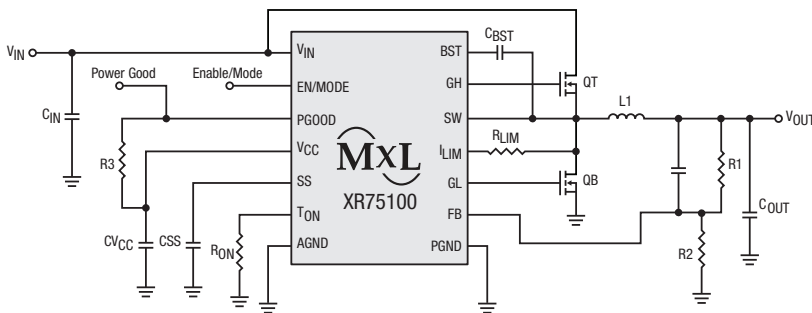 VIN
CIN
Power Good
Enable/Mode
R3
CVCC
CSS
RON
VIN
EN/MODE
PGOOD
VCC
SS
TON
AGND
MXL
XR75100
BST
GH
SW
ILIM
GL
FB
PGND
CBST
QT
RLIM
QB
L1
VOUT
R1
R2
COUT